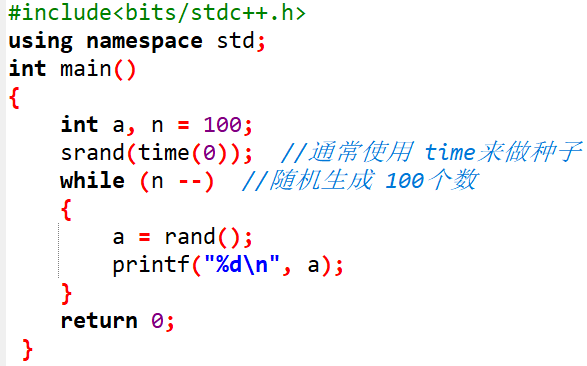 #include<bits/stdc++.h>
using namespace std;
int main()
{
    int a, n = 100;
    srand(time(0));  //通常使用 time来做种子
    while (n --)  //随机生成 100个数
    {
        a = rand();
        printf("%d\n", a);
    }
    return 0;
}